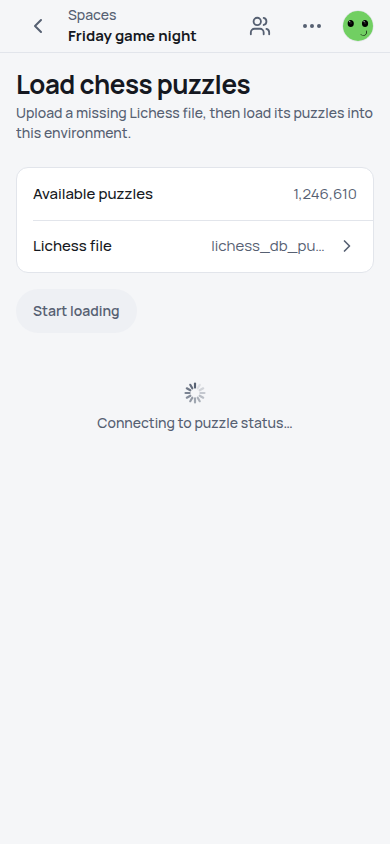 Spaces
Friday game night
Load chess puzzles
Upload a missing Lichess file, then load its puzzles into
this environment.
Available puzzles 1,246,610
Lichess file lichess_db_pu...
Start loading
Connecting to puzzle status...